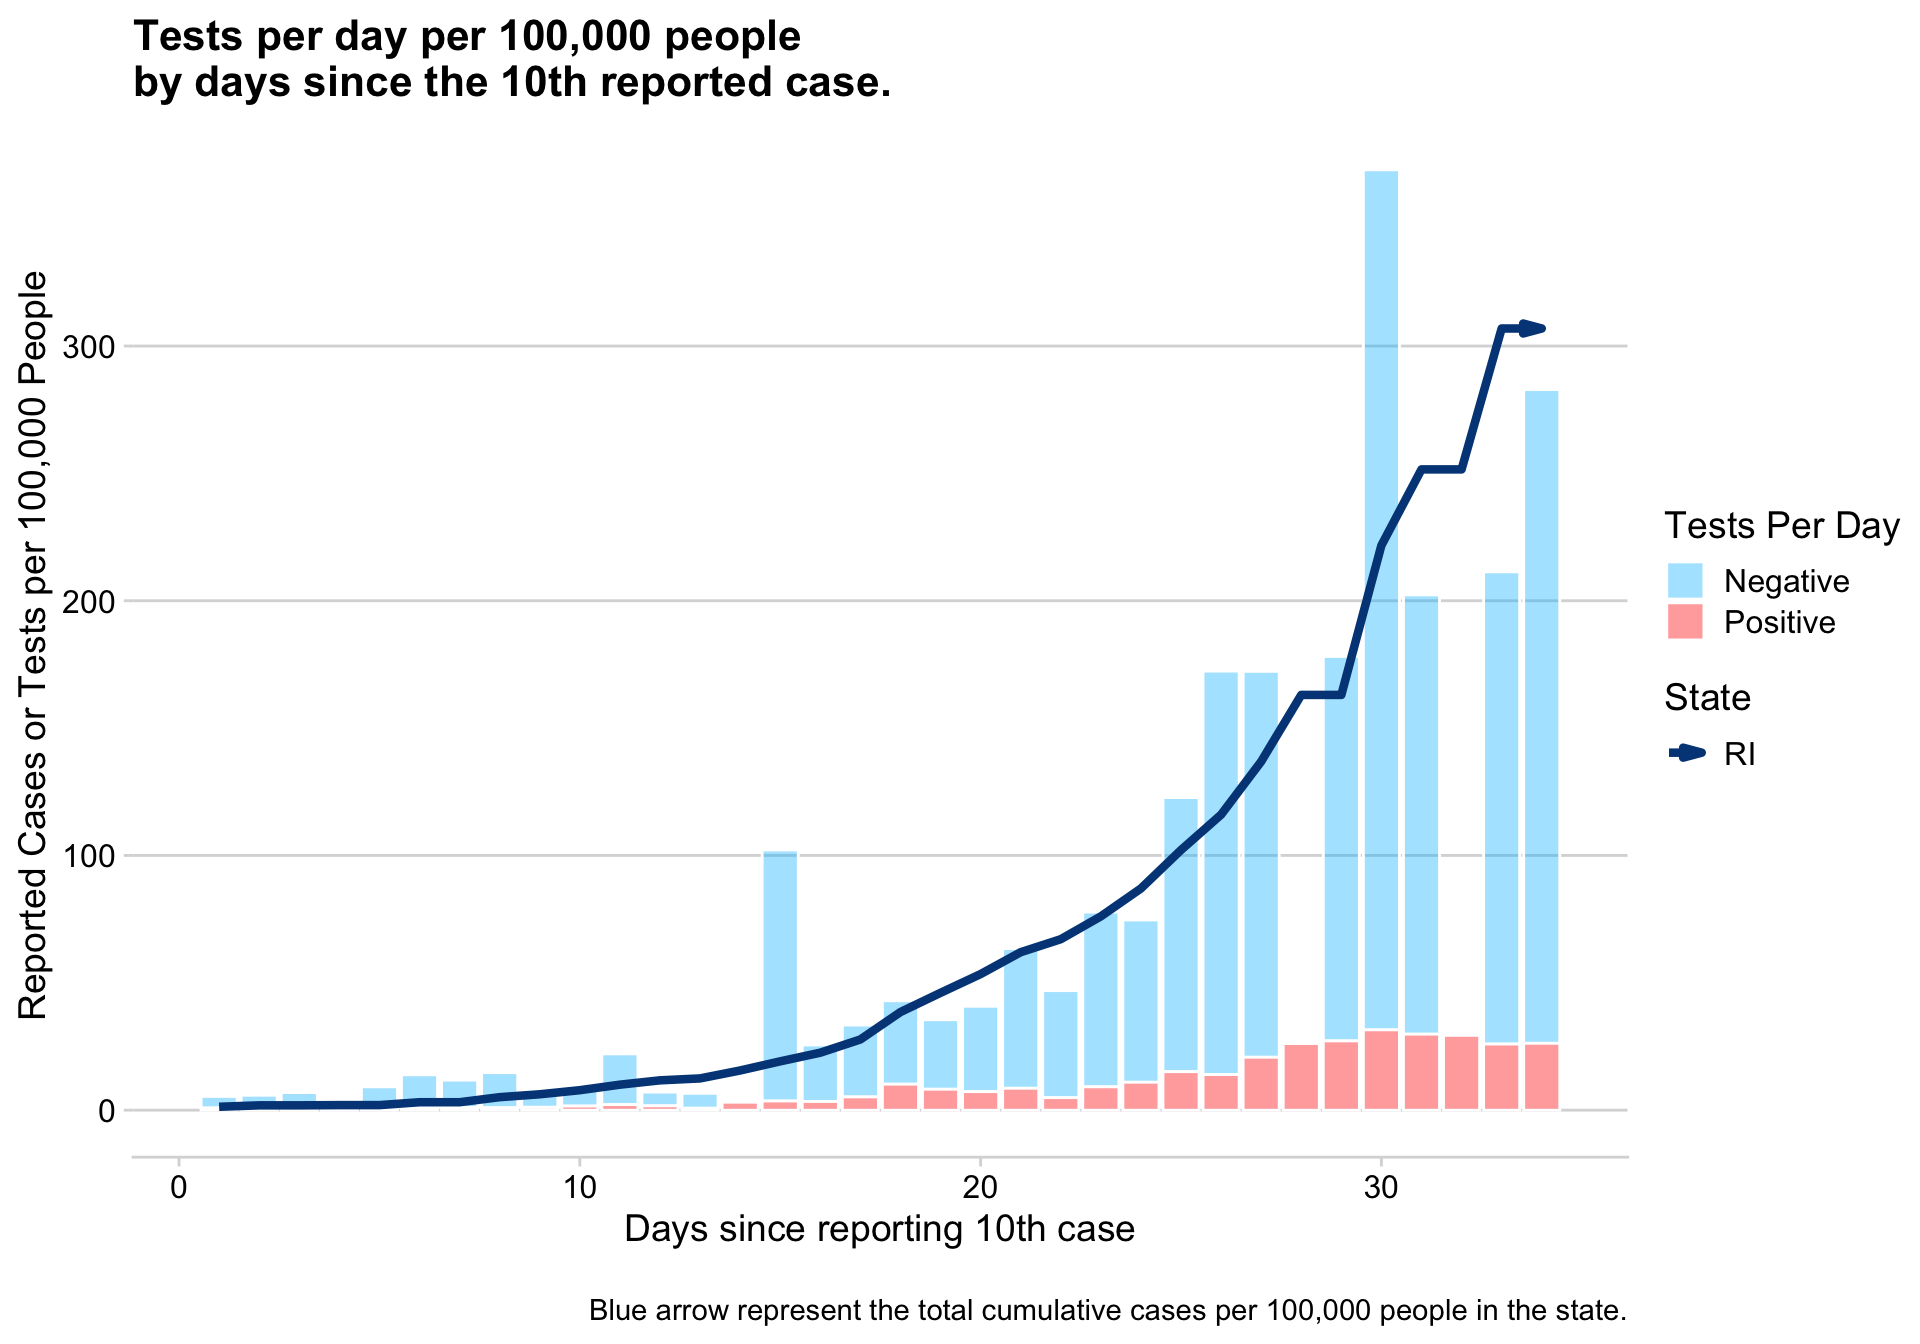 Tests per day per 100,000 people
by days since the 10th reported case.
Reported Cases or Tests per 100,000 People
300
200
100
0
0
10
20
30
Days since reporting 10th case
Tests Per Day
Negative
Positive
State
RI
Blue arrow represent the total cumulative cases per 100,000 people in the state.